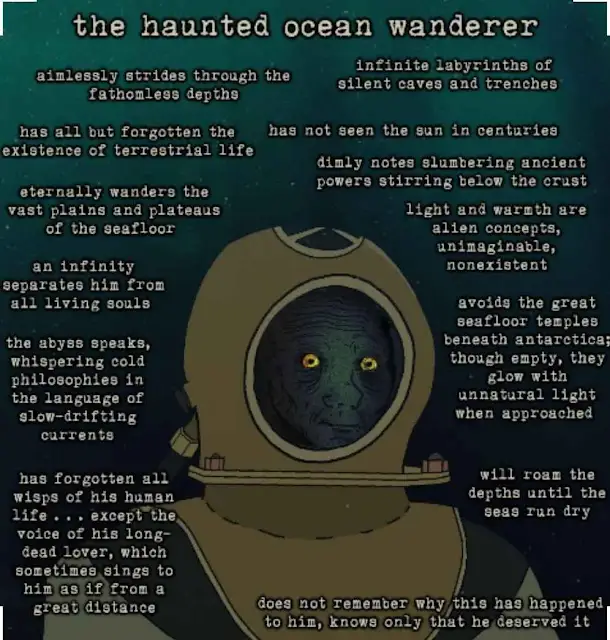 the haunted ocean wanderer
aimlessly strides through the
fathomless depths
infinite labyrinths of
silent caves and trenches
has all but forgotten the
existence of terrestrial life
has not seen the sun in centuries
dimly notes slumbering ancient
powers stirring below the crust
eternally wanders the
vast plains and plateaus
of the seafloor
light and warmth are
alien concepts,
unimaginable,
nonexistent
an infinity
separates him from
all living souls
avoids the great
seafloor temples
beneath antarctica;
though empty, they
glow with
unnatural light
when approached
the abyss speaks,
whispering cold
philosophies in
the language of
slow-drifting
currents
has forgotten all
wisps of his human
life ... except the
voice of his long-
dead lover, which
sometimes sings to
him as if from a
great distance
will roam the
depths until the
seas run dry
does not remember why this has happened
to him, knows only that he deserved it